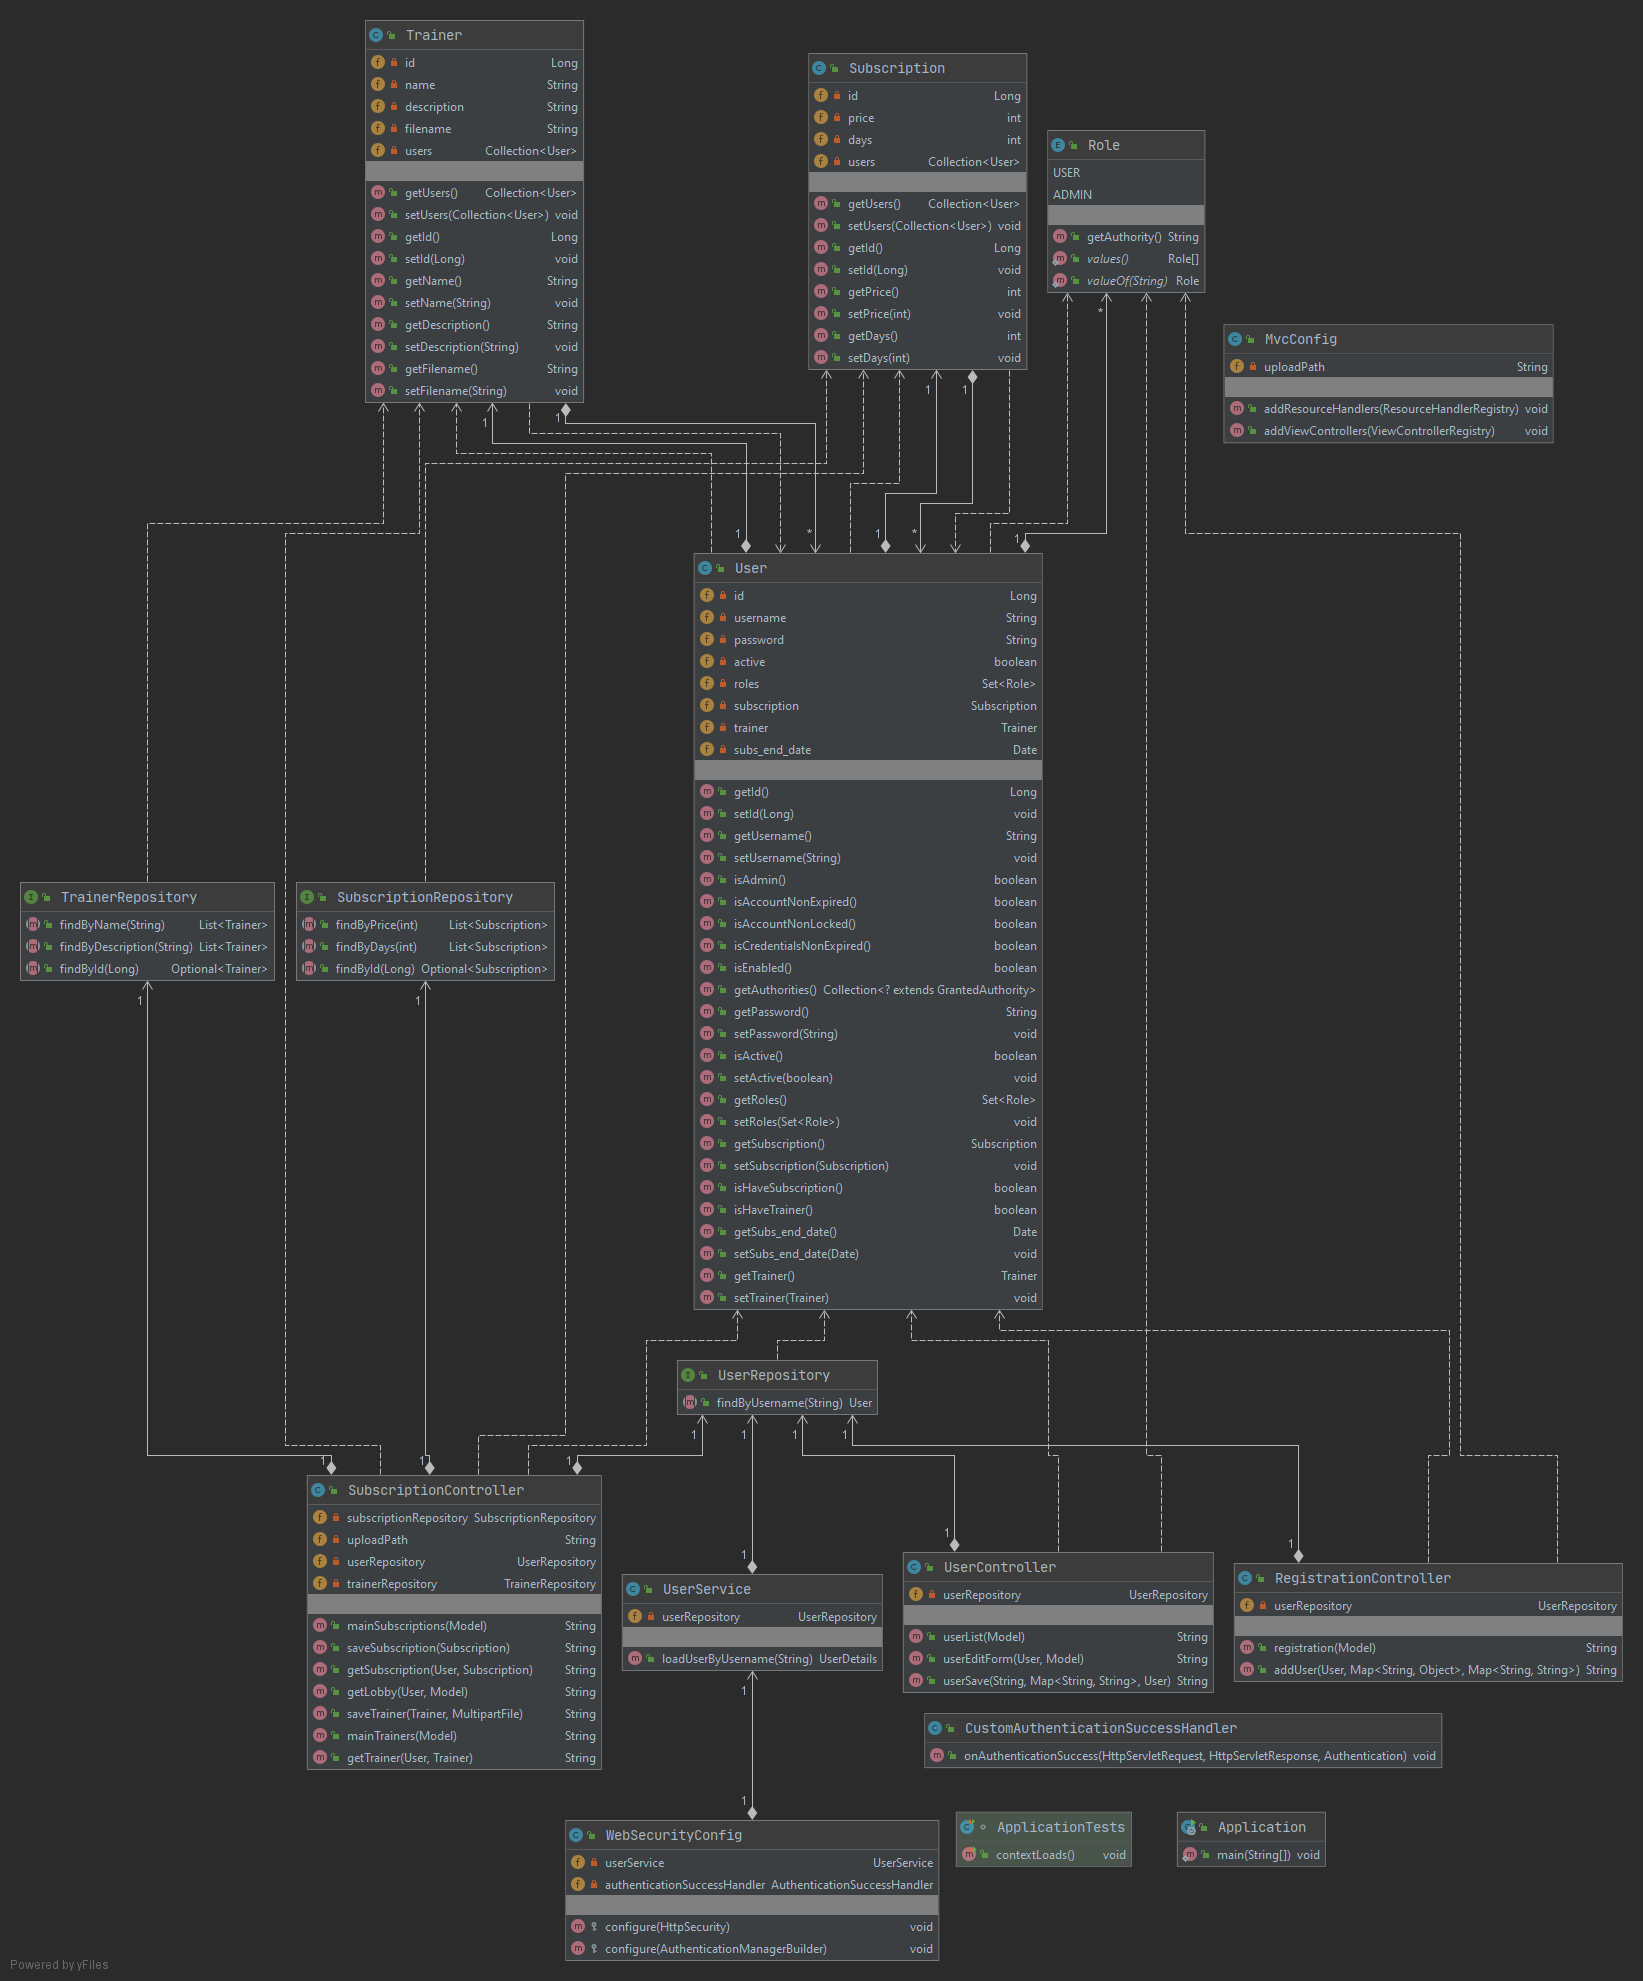 Trainer
id Long
name String
description String
filename String
users Collection<User>
getUsers() Collection<User>
setUsers(Collection<User>) void
getId() Long
setId(Long) void
getName() String
setName(String) void
getDescription() String
setDescription(String) void
getFilename() String
setFilename(String) void
Subscription
id Long
price int
days int
users Collection<User>
getUsers() Collection<User>
setUsers(Collection<User>) void
getId() Long
setId(Long) void
getPrice() int
setPrice(int) void
getDays() int
setDays(int) void
Role
USER
ADMIN
getAuthority() String
values() Role[]
valueOf(String) Role
MvcConfig
uploadPath String
addResourceHandlers(ResourceHandlerRegistry) void
addViewControllers(ViewControllerRegistry) void
*
1
1
1
1
1
*
1
*
1
User
id Long
username String
password String
active boolean
roles Set<Role>
subscription Subscription
trainer Trainer
subs_end_date Date
getId() Long
setId(Long) void
getUsername() String
setUsername(String) void
isAdmin() boolean
isAccountNonExpired() boolean
isAccountNonLocked() boolean
isCredentialsNonExpired() boolean
isEnabled() boolean
getAuthorities() Collection<? extends GrantedAuthority>
getPassword() String
setPassword(String) void
isActive() boolean
setActive(boolean) void
getRoles() Set<Role>
setRoles(Set<Role>) void
getSubscription() Subscription
setSubscription(Subscription) void
isHaveSubscription() boolean
isHaveTrainer() boolean
getSubs_end_date() Date
setSubs_end_date(Date) void
getTrainer() Trainer
setTrainer(Trainer) void
TrainerRepository
findByName(String) List<Trainer>
findByDescription(String) List<Trainer>
findById(Long) Optional<Trainer>
SubscriptionRepository
findByPrice(int) List<Subscription>
findByDays(int) List<Subscription>
findById(Long) Optional<Subscription>
1
1
UserRepository
findByUsername(String) User
1
1
1
1
1
1
1
SubscriptionController
subscriptionRepository SubscriptionRepository
uploadPath String
userRepository UserRepository
trainerRepository TrainerRepository
mainSubscriptions(Model) String
saveSubscription(Subscription) String
getSubscription(User, Subscription) String
getLobby(User, Model) String
saveTrainer(Trainer, MultipartFile) String
mainTrainers(Model) String
getTrainer(User, Trainer) String
1
UserService
userRepository UserRepository
loadUserByUsername(String) UserDetails
1
1
UserController
userRepository UserRepository
userList(Model) String
userEditForm(User, Model) String
userSave(String, Map<String, String>, User) String
1
RegistrationController
userRepository UserRepository
registration(Model) String
addUser(User, Map<String, Object>, Map<String, String>) String
CustomAuthenticationSuccessHandler
onAuthenticationSuccess(HttpServletRequest, HttpServletResponse, Authentication) void
1
1
WebSecurityConfig
userService UserService
authenticationSuccessHandler AuthenticationSuccessHandler
configure(HttpSecurity) void
configure(AuthenticationManagerBuilder) void
ApplicationTests
contextLoads() void
Application
main(String[]) void
Powered by yFiles